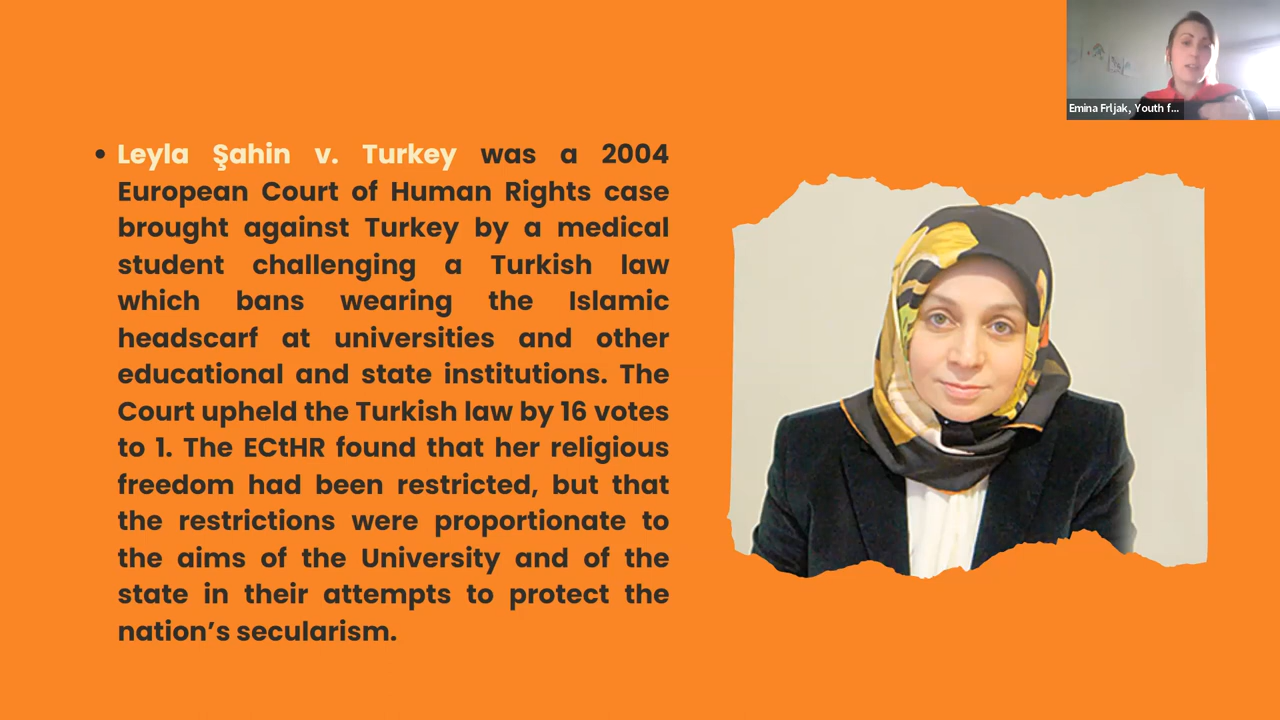 Emina Frljak, Youth f...
• Leyla Şahin v. Turkey was a 2004
European Court of Human Rights case
brought against Turkey by a medical
student challenging a Turkish law
which bans wearing the Islamic
headscarf at universities and other
educational and state institutions. The
Court upheld the Turkish law by 16 votes
to 1. The ECtHR found that her religious
freedom had been restricted, but that
the restrictions were proportionate to
the aims of the University and of the
state in their attempts to protect the
nation’s secularism.